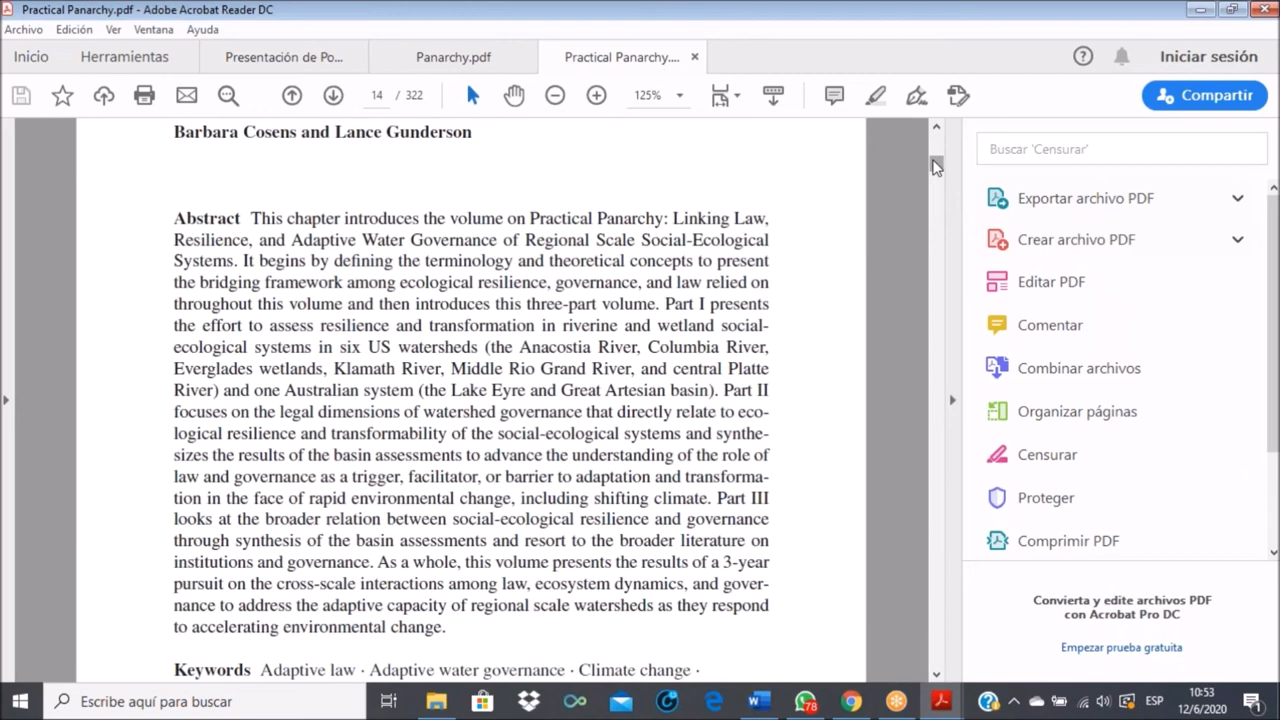 Practical Panarchy.pdf - Adobe Acrobat Reader DC
Archivo Edición Ver Ventana Ayuda
Inicio Herramientas Presentación de Po... Panarchy.pdf Practical Panarchy.... Iniciar sesión
14 / 322 125% Compartir
Barbara Cosens and Lance Gunderson
Abstract This chapter introduces the volume on Practical Panarchy: Linking Law,
Resilience, and Adaptive Water Governance of Regional Scale Social-Ecological
Systems. It begins by defining the terminology and theoretical concepts to present
the bridging framework among ecological resilience, governance, and law relied on
throughout this volume and then introduces this three-part volume. Part I presents
the effort to assess resilience and transformation in riverine and wetland social-
ecological systems in six US watersheds (the Anacostia River, Columbia River,
Everglades wetlands, Klamath River, Middle Rio Grand River, and central Platte
River) and one Australian system (the Lake Eyre and Great Artesian basin). Part II
focuses on the legal dimensions of watershed governance that directly relate to eco-
logical resilience and transformability of the social-ecological systems and synthe-
sizes the results of the basin assessments to advance the understanding of the role of
law and governance as a trigger, facilitator, or barrier to adaptation and transforma-
tion in the face of rapid environmental change, including shifting climate. Part III
looks at the broader relation between social-ecological resilience and governance
through synthesis of the basin assessments and resort to the broader literature on
institutions and governance. As a whole, this volume presents the results of a 3-year
pursuit on the cross-scale interactions among law, ecosystem dynamics, and gover-
nance to address the adaptive capacity of regional scale watersheds as they respond
to accelerating environmental change.
Keywords Adaptive law · Adaptive water governance · Climate change ·
Buscar 'Censurar'
Exportar archivo PDF
Crear archivo PDF
Editar PDF
Comentar
Combinar archivos
Organizar páginas
Censurar
Proteger
Comprimir PDF
Convierta y edite archivos PDF
con Acrobat Pro DC
Empezar prueba gratuita
Escribe aquí para buscar
78
ESP
10:53
12/6/2020
1